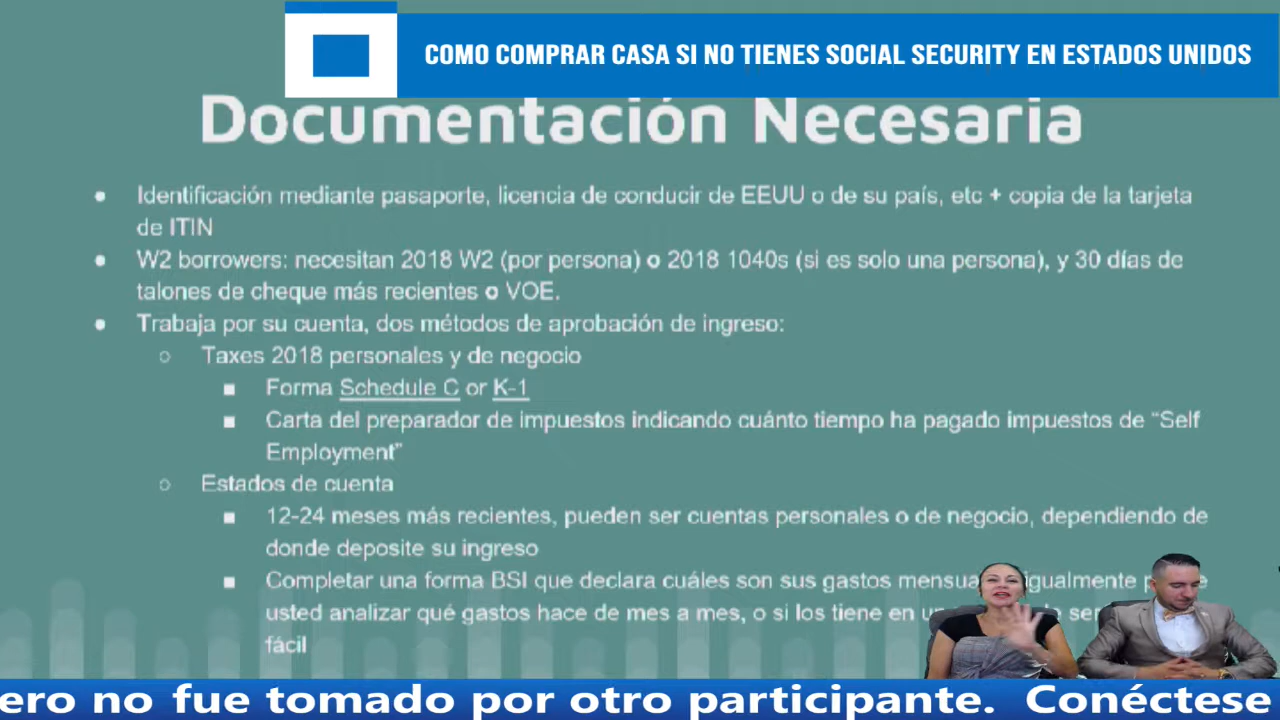 COMO COMPRAR CASA SI NO TIENES SOCIAL SECURITY EN ESTADOS UNIDOS
Documentación Necesaria
Identificación mediante pasaporte, licencia de conducir de EEUU o de su país, etc + copia de la tarjeta
de ITIN
W2 borrowers: necesitan 2018 W2 (por persona) o 2018 1040s (si es solo una persona), y 30 días de
talones de cheque más recientes o VOE.
Trabaja por su cuenta, dos métodos de aprobación de ingreso:
Taxes 2018 personales y de negocio
Forma Schedule C or K-1
Carta del preparador de impuestos indicando cuánto tiempo ha pagado impuestos de “Self
Employment”
Estados de cuenta
12-24 meses más recientes, pueden ser cuentas personales o de negocio, dependiendo de
donde deposite su ingreso
Completar una forma BSI que declara cuáles son sus gastos igualmente
usted analizar qué gastos hace de mes a mes, o si los tiene en
fácil
ero no fue tomado por otro participante. Conéctese